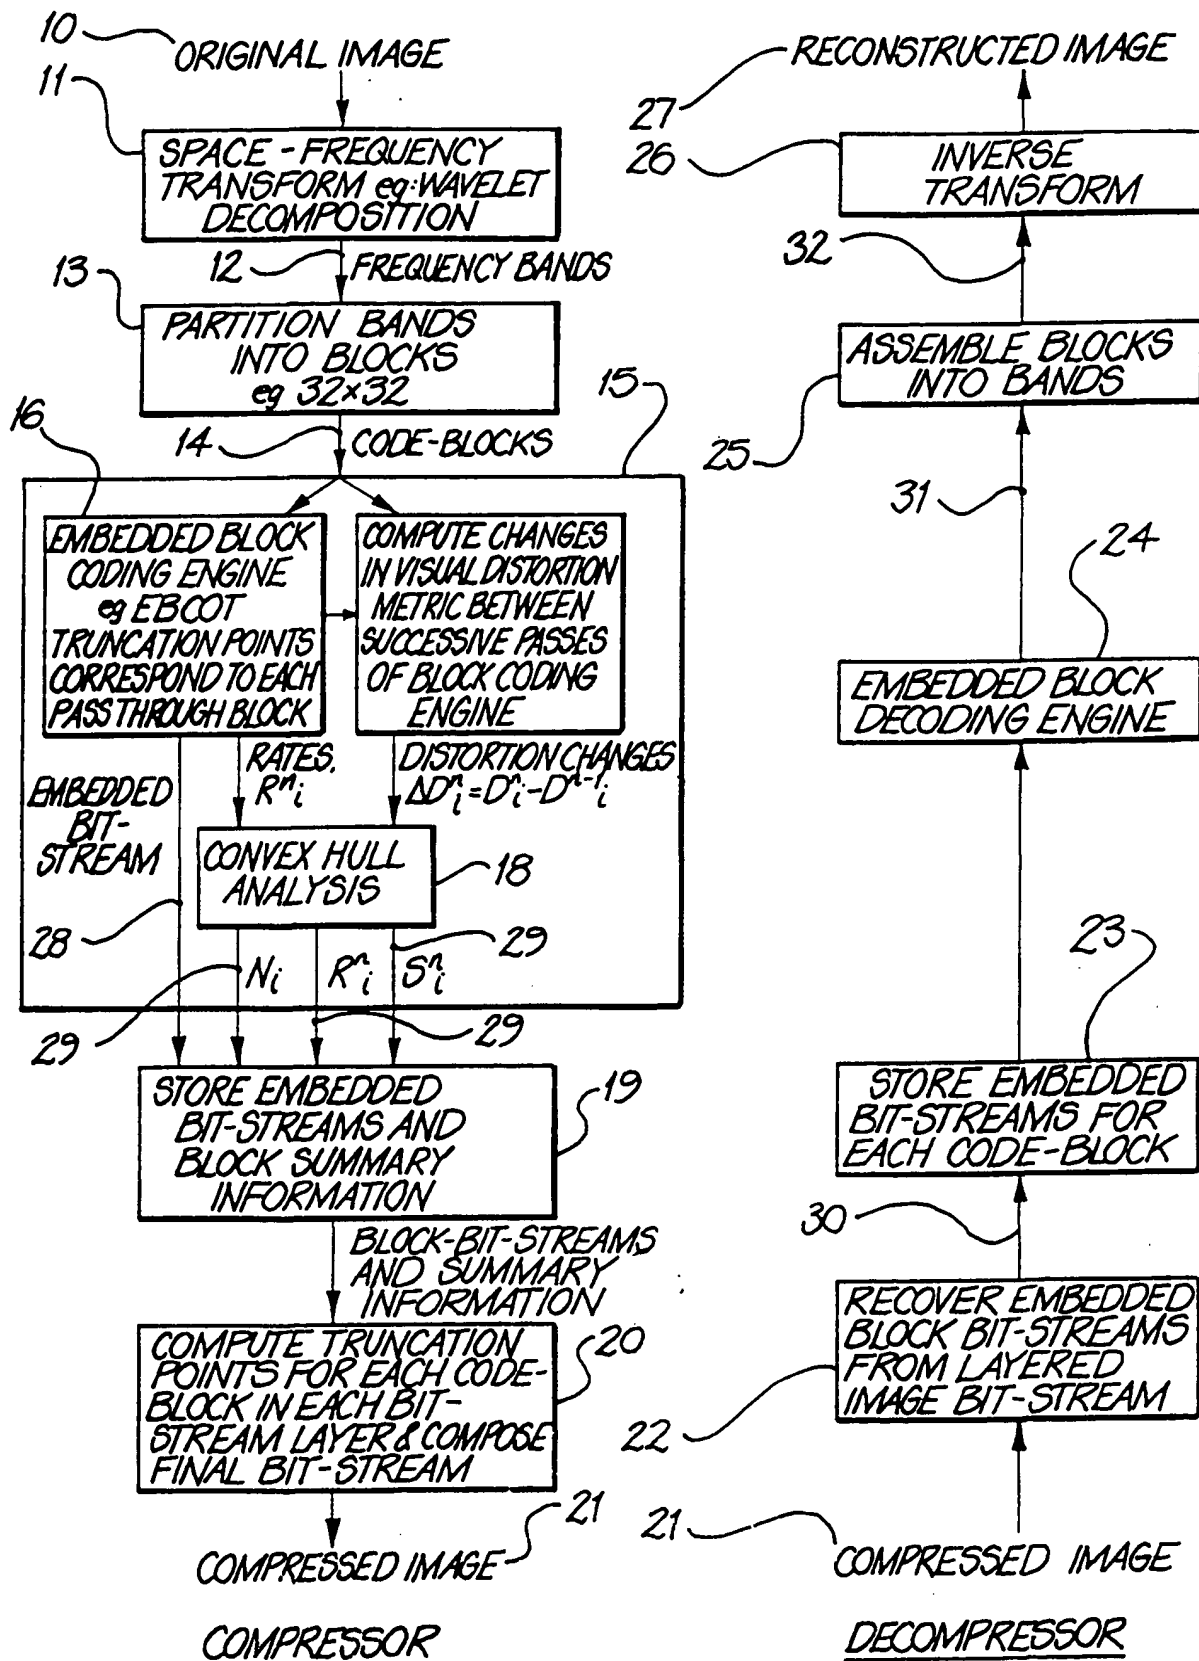 10
ORIGINAL IMAGE
11
SPACE-FREQUENCY
TRANSFORM eg: WAVELET
DECOMPOSITION
12
FREQUENCY BANDS
13
PARTITION BANDS
INTO BLOCKS
eg 32×32
15
16
14
CODE-BLOCKS
EMBEDDED BLOCK
CODING ENGINE
eg EBCOT
TRUNCATION POINTS
CORRESPOND TO EACH
PASS THROUGH BLOCK
COMPUTE CHANGES
IN VISUAL DISTORTION
METRIC BETWEEN
SUCCESSIVE PASSES
OF BLOCK CODING
ENGINE
EMBEDDED
BIT-
STREAM
RATES,
R^n_i
DISTORTION CHANGES
ΔD^n_i = D^n_i - D^{n-1}_i
CONVEX HULL
ANALYSIS
18
28
29
N_i
R^n_i
S^n_i
29
29
STORE EMBEDDED
BIT-STREAMS AND
BLOCK SUMMARY
INFORMATION
19
BLOCK-BIT-STREAMS
AND SUMMARY
INFORMATION
COMPUTE TRUNCATION
POINTS FOR EACH CODE-
BLOCK IN EACH BIT-
STREAM LAYER & COMPOSE
FINAL BIT-STREAM
20
21
COMPRESSED IMAGE
COMPRESSOR
RECONSTRUCTED IMAGE
27
26
INVERSE
TRANSFORM
32
ASSEMBLE BLOCKS
INTO BANDS
25
31
24
EMBEDDED BLOCK
DECODING ENGINE
23
STORE EMBEDDED
BIT-STREAMS FOR
EACH CODE-BLOCK
30
RECOVER EMBEDDED
BLOCK BIT-STREAMS
FROM LAYERED
IMAGE BIT-STREAM
22
21
COMPRESSED IMAGE
DECOMPRESSOR